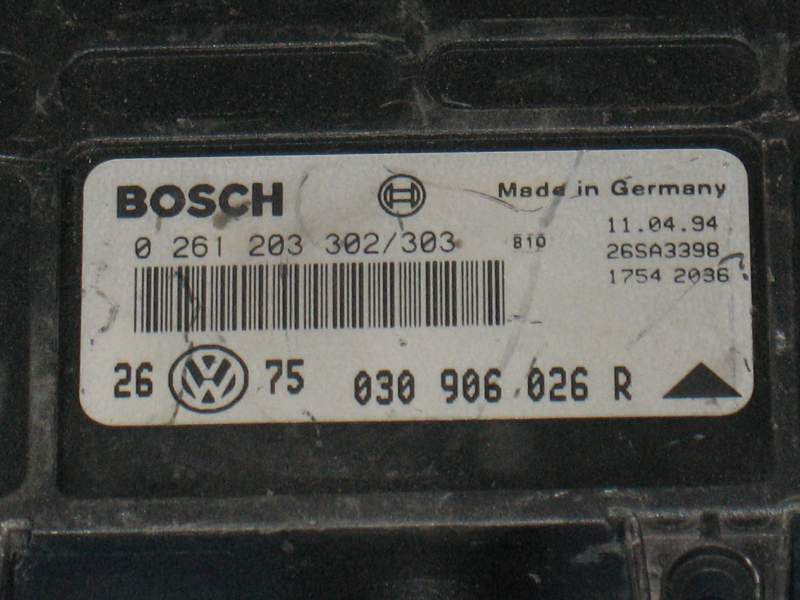 BOSCH
Made in Germany
0 261 203 302/303
810
11.04.94
26SA3398
1754 2036
26 VW 75
030 906 026 R